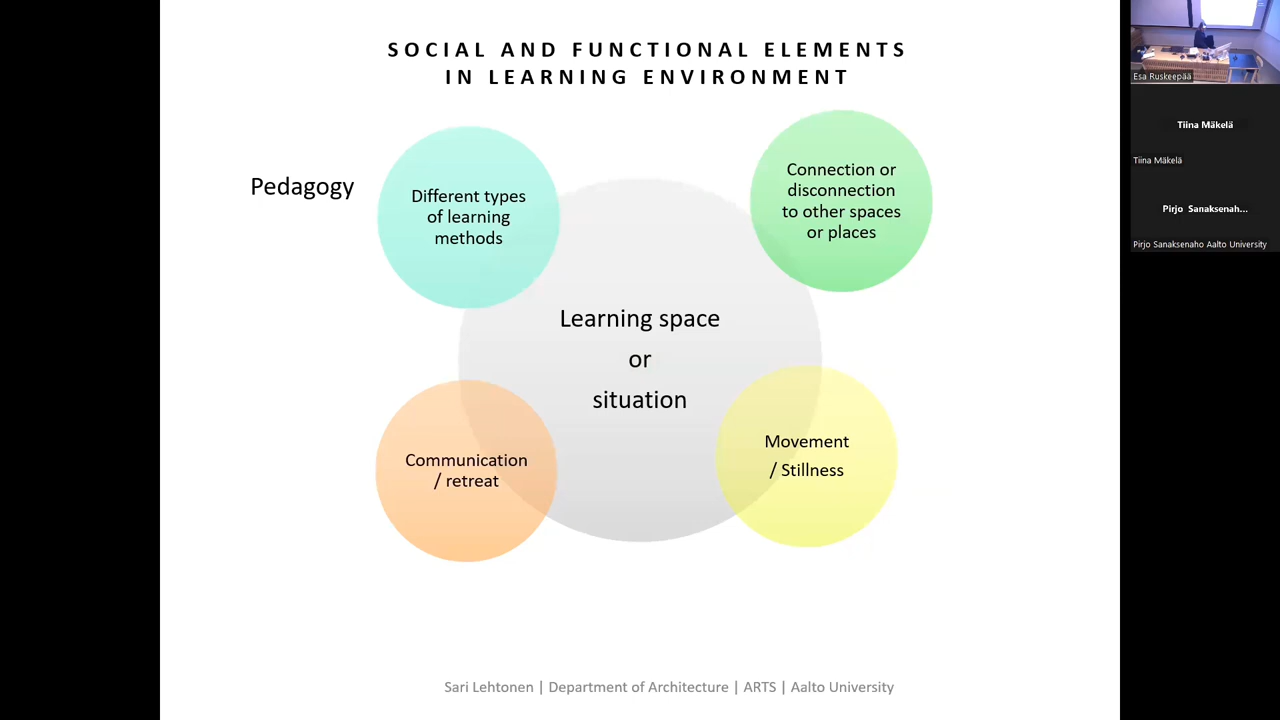 SOCIAL AND FUNCTIONAL ELEMENTS
IN LEARNING ENVIRONMENT
Pedagogy
Different types
of learning
methods
Connection or
disconnection
to other spaces
or places
Learning space
or
situation
Communication
/ retreat
Movement
/ Stillness
Sari Lehtonen | Department of Architecture | ARTS | Aalto University
Esa Ruskeepää
Tiina Mäkelä
Tiina Mäkelä
Pirjo Sanaksenah...
Pirjo Sanaksenaho Aalto University